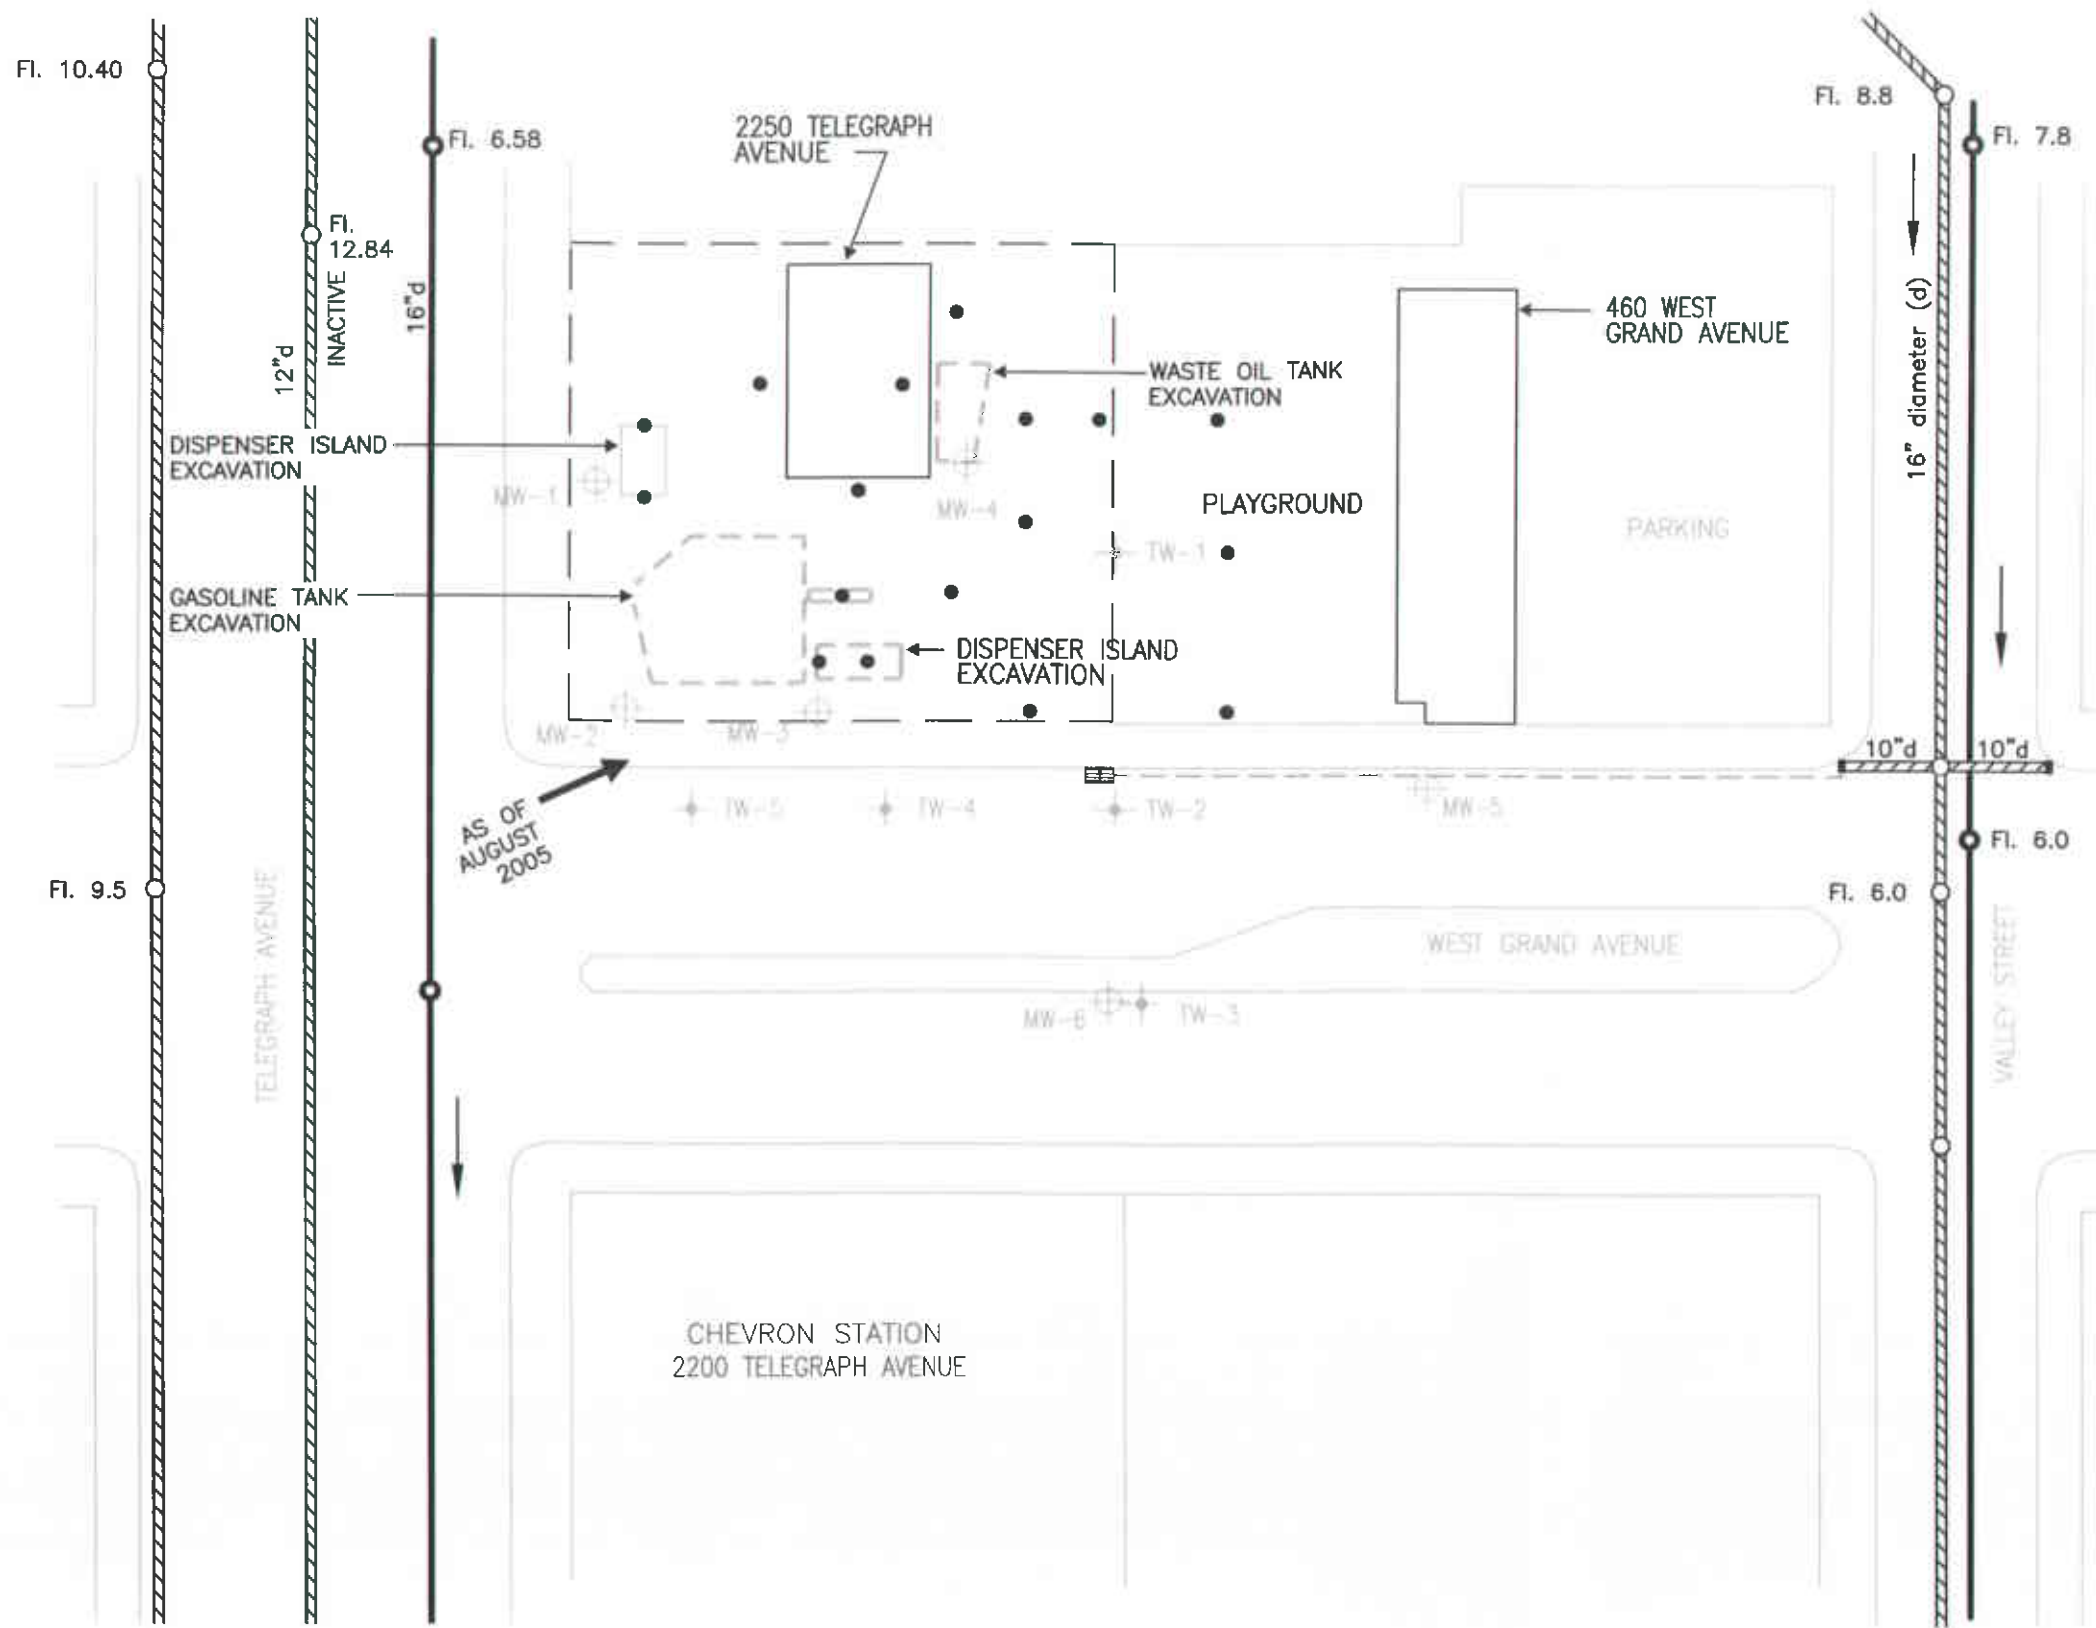 Fl. 10.40
Fl. 6.58
2250 TELEGRAPH
AVENUE
Fl. 8.8
Fl. 7.8
Fl.
12.84
INACTIVE
12"d
16"d
16" diameter (d)
460 WEST
GRAND AVENUE
WASTE OIL TANK
EXCAVATION
DISPENSER ISLAND
EXCAVATION
MW-1
MW-4
PLAYGROUND
PARKING
TW-1
GASOLINE TANK
EXCAVATION
DISPENSER ISLAND
EXCAVATION
MW-2
MW-3
10"d
10"d
AS OF
AUGUST
2005
TW-5
TW-4
TW-2
MW-5
Fl. 6.0
Fl. 9.5
Fl. 6.0
TELEGRAPH AVENUE
WEST GRAND AVENUE
VALLEY STREET
MW-6
TW-3
CHEVRON STATION
2200 TELEGRAPH AVENUE